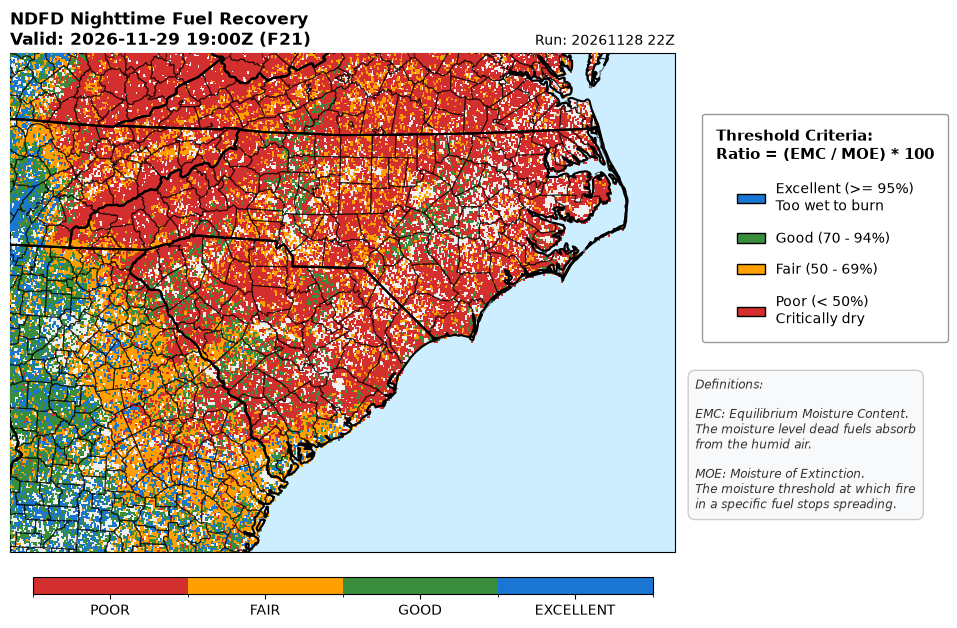 NDFD Nighttime Fuel Recovery
Valid: 2026-11-29 19:00Z (F21)
Run: 20261128 22Z
Threshold Criteria:
Ratio = (EMC / MOE) * 100
Excellent (>= 95%)
Too wet to burn
Good (70 - 94%)
Fair (50 - 69%)
Poor (< 50%)
Critically dry
Definitions:
EMC: Equilibrium Moisture Content.
The moisture level dead fuels absorb
from the humid air.
MOE: Moisture of Extinction.
The moisture threshold at which fire
in a specific fuel stops spreading.
POOR
FAIR
GOOD
EXCELLENT